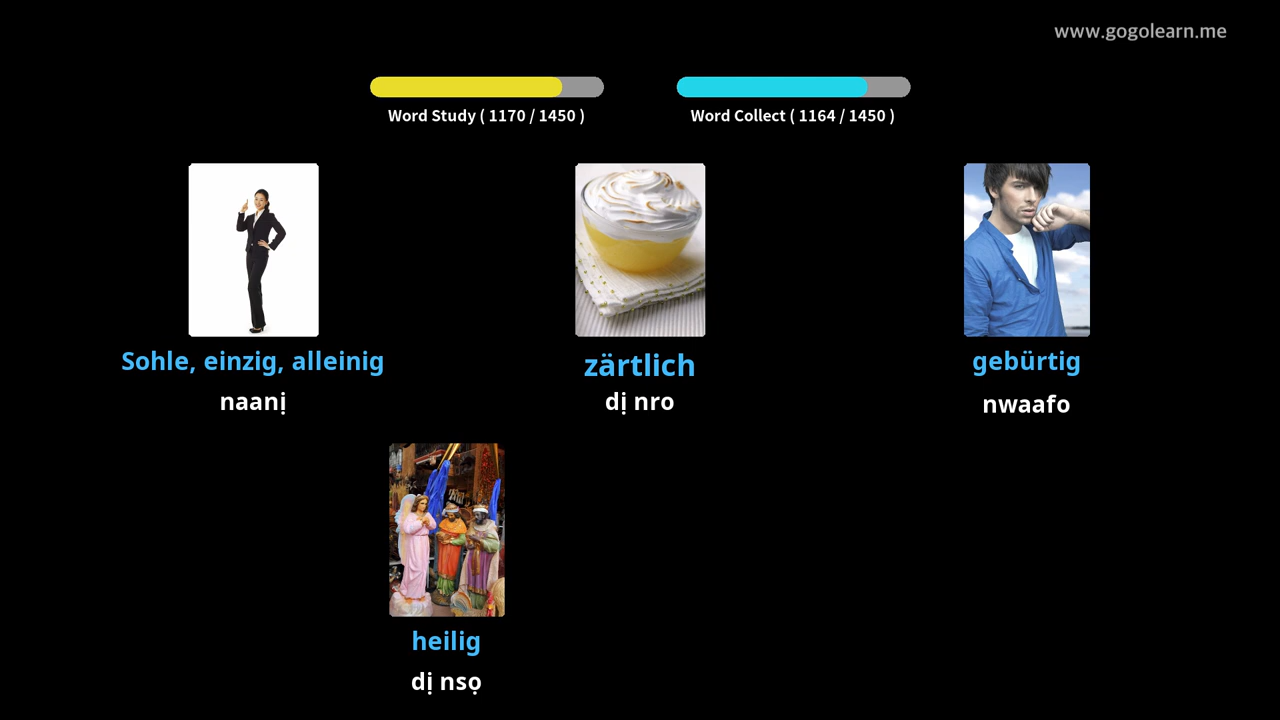 www.gogolearn.me
Word Study ( 1170 / 1450 )
Word Collect ( 1164 / 1450 )
Sohle, einzig, alleinig
naanị
zärtlich
dị nro
gebürtig
nwaafo
heilig
dị nsọ